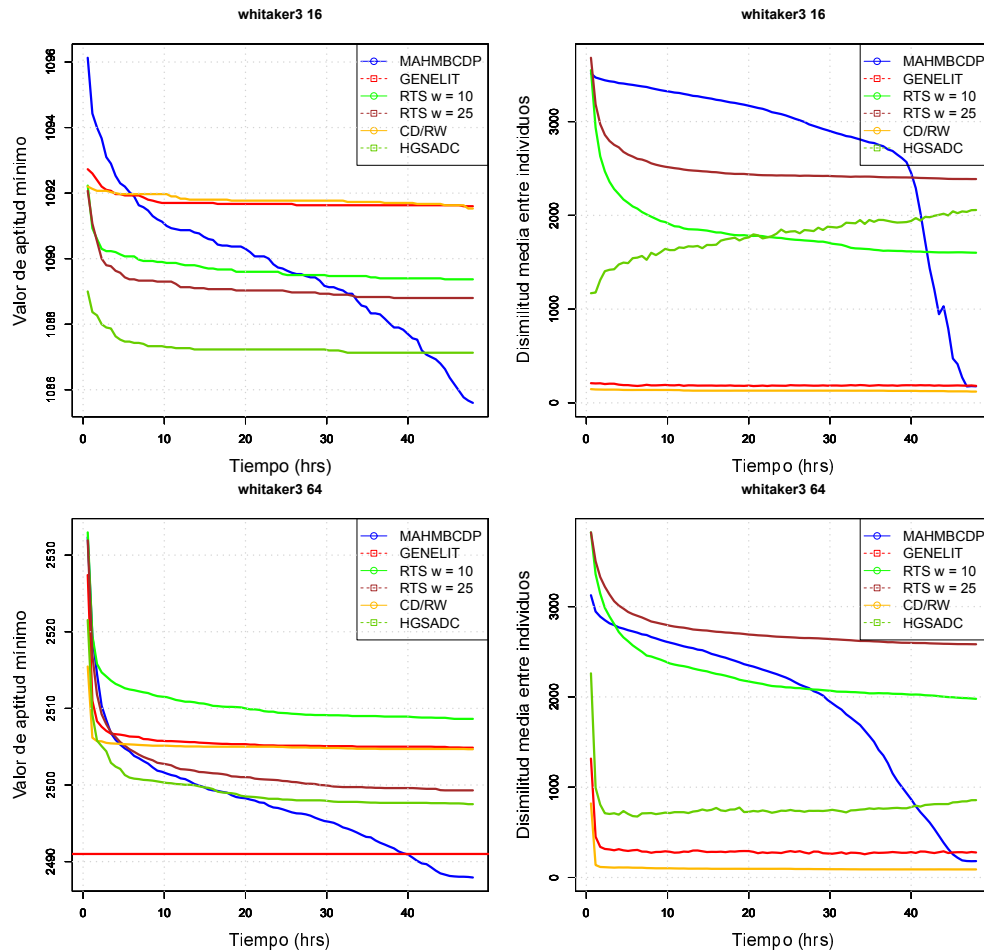 whitaker3 16
Valor de aptitud minimo
1096
1094
1092
1090
1088
1086
MAHMBCDP
GENELIT
RTS w = 10
RTS w = 25
CD/RW
HGSADC
0 10 20 30 40
Tiempo (hrs)
whitaker3 16
Disimilitud media entre individuos
3000
2000
1000
0
MAHMBCDP
GENELIT
RTS w = 10
RTS w = 25
CD/RW
HGSADC
0 10 20 30 40
Tiempo (hrs)
whitaker3 64
Valor de aptitud minimo
2530
2520
2510
2500
2490
MAHMBCDP
GENELIT
RTS w = 10
RTS w = 25
CD/RW
HGSADC
0 10 20 30 40
Tiempo (hrs)
whitaker3 64
Disimilitud media entre individuos
3000
2000
1000
0
MAHMBCDP
GENELIT
RTS w = 10
RTS w = 25
CD/RW
HGSADC
0 10 20 30 40
Tiempo (hrs)